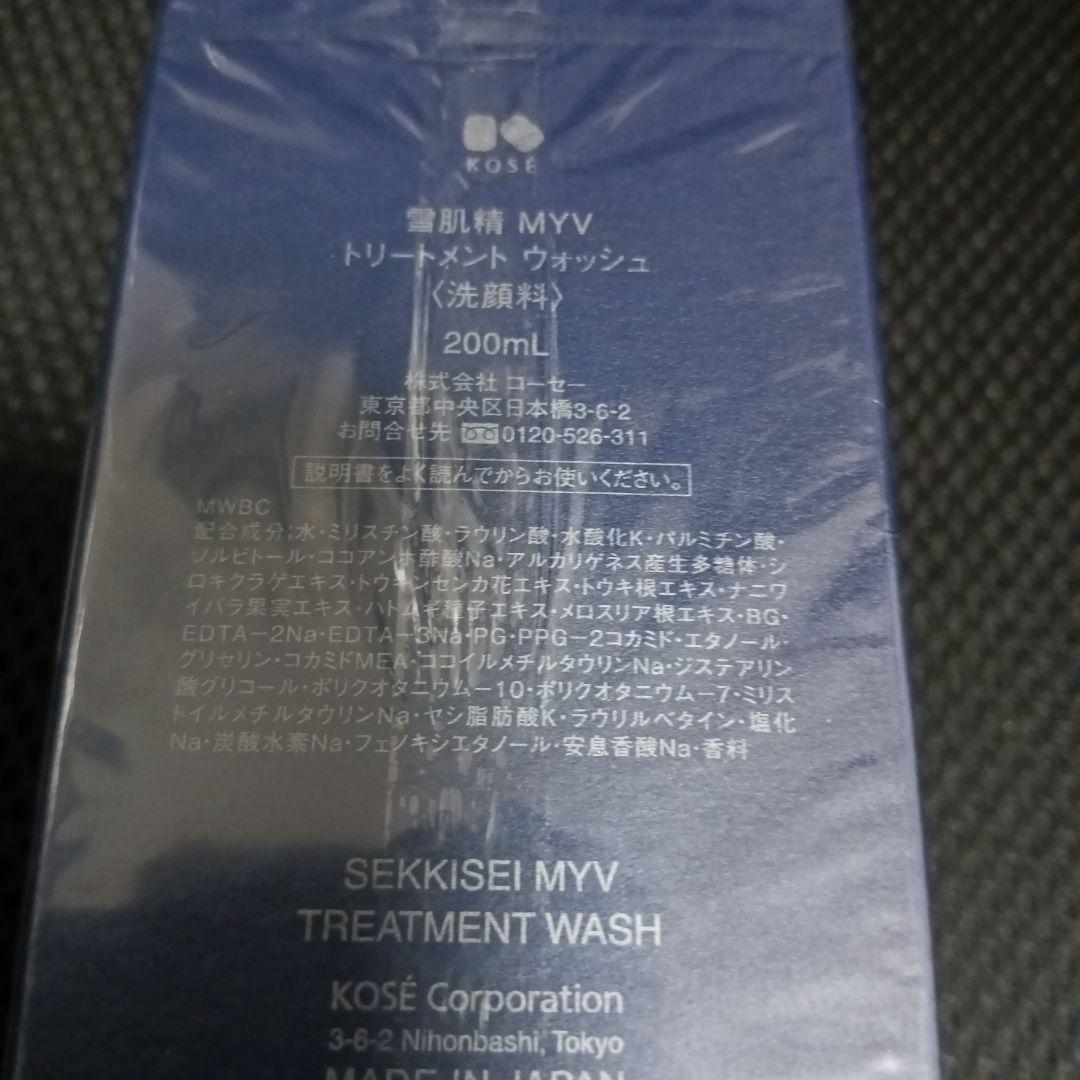 KOSÉ
雪肌精 MYV
トリートメント ウォッシュ
〈洗顔料〉
200mL
株式会社 コーセー
東京都中央区日本橋3-6-2
お問合せ先 0120-526-311
説明書をよく読んでからお使いください。
MWBC
配合成分;水・ミリスチン酸・ラウリン酸・水酸化K・パルミチン酸・
ソルビトール・ココアンホ酢酸Na・アルカリゲネス産生多糖体・シ
ロキクラゲエキス・トウキンセンカ花エキス・トウキ根エキス・ナニワ
イバラ果実エキス・ハトムギ種子エキス・メロスリア根エキス・BG・
EDTA−2Na・EDTA−3Na・PG・PPG−2コカミド・エタノール・
グリセリン・コカミドMEA・ココイルメチルタウリンNa・ジステアリン
酸グリコール・ポリクオタニウム−10・ポリクオタニウム−7・ミリス
トイルメチルタウリンNa・ヤシ脂肪酸K・ラウリルベタイン・塩化
Na・炭酸水素Na・フェノキシエタノール・安息香酸Na・香料
SEKKISEI MYV
TREATMENT WASH
KOSÉ Corporation
3-6-2 Nihonbashi, Tokyo
MADE IN JAPAN